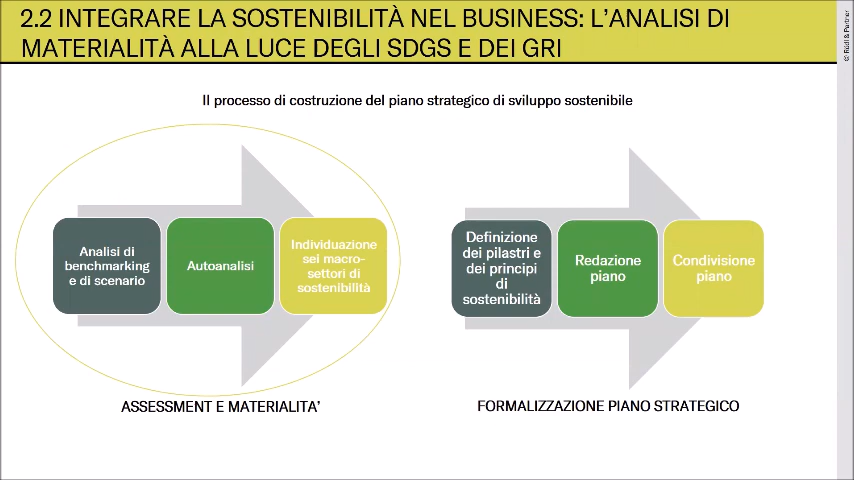 2.2 INTEGRARE LA SOSTENIBILITÀ NEL BUSINESS: L'ANALISI DI
MATERIALITÀ ALLA LUCE DEGLI SDGS E DEI GRI
© Rödl & Partner
Il processo di costruzione del piano strategico di sviluppo sostenibile
Analisi di
benchmarking
e di scenario
Autoanalisi
Individuazione
sei macro-
settori di
sostenibilità
Definizione
dei pilastri e
dei principi
di
sostenibilità
Redazione
piano
Condivisione
piano
ASSESSMENT E MATERIALITA'
FORMALIZZAZIONE PIANO STRATEGICO